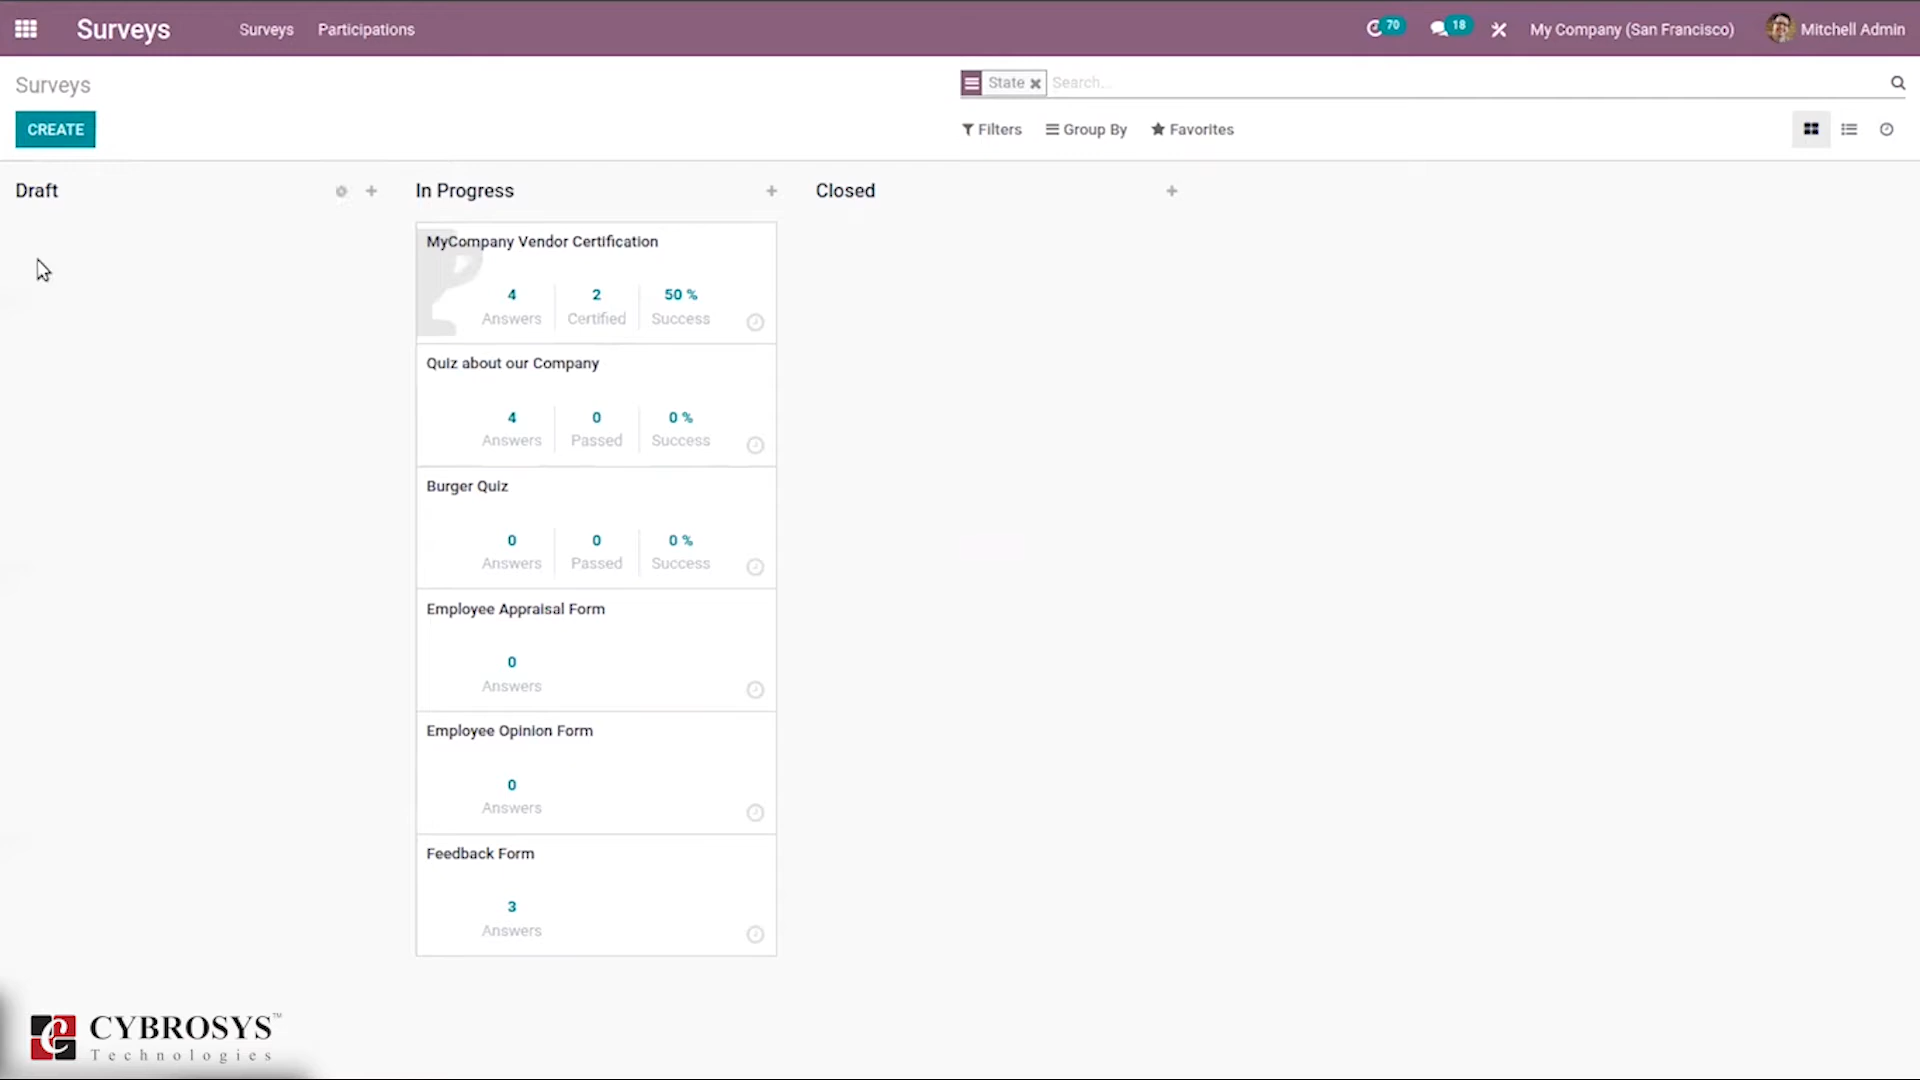 Surveys Surveys Participations 70 18 My Company (San Francisco) Mitchell Admin
Surveys
State Search...
CREATE
Filters Group By Favorites
Draft
In Progress
Closed
MyCompany Vendor Certification
4 2 50 %
Answers Certified Success
Quiz about our Company
4 0 0 %
Answers Passed Success
Burger Quiz
0 0 0 %
Answers Passed Success
Employee Appraisal Form
0
Answers
Employee Opinion Form
0
Answers
Feedback Form
3
Answers
CYBROSYS™
Technologies